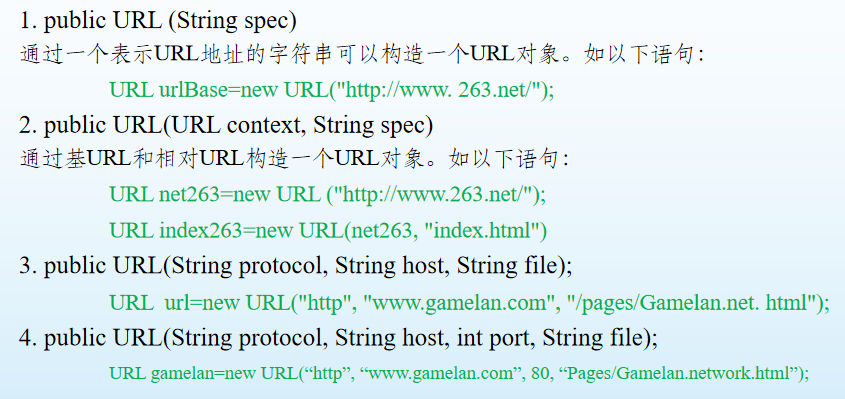 1. public URL (String spec)
通过一个表示URL地址的字符串可以构造一个URL对象。如以下语句：
URL urlBase=new URL("http://www. 263.net/");
2. public URL(URL context, String spec)
通过基URL和相对URL构造一个URL对象。如以下语句：
URL net263=new URL ("http://www.263.net/");
URL index263=new URL(net263, "index.html")
3. public URL(String protocol, String host, String file);
URL  url=new URL("http", "www.gamelan.com", "/pages/Gamelan.net. html");
4. public URL(String protocol, String host, int port, String file);
URL gamelan=new URL(“http”, “www.gamelan.com”, 80, “Pages/Gamelan.network.html”);